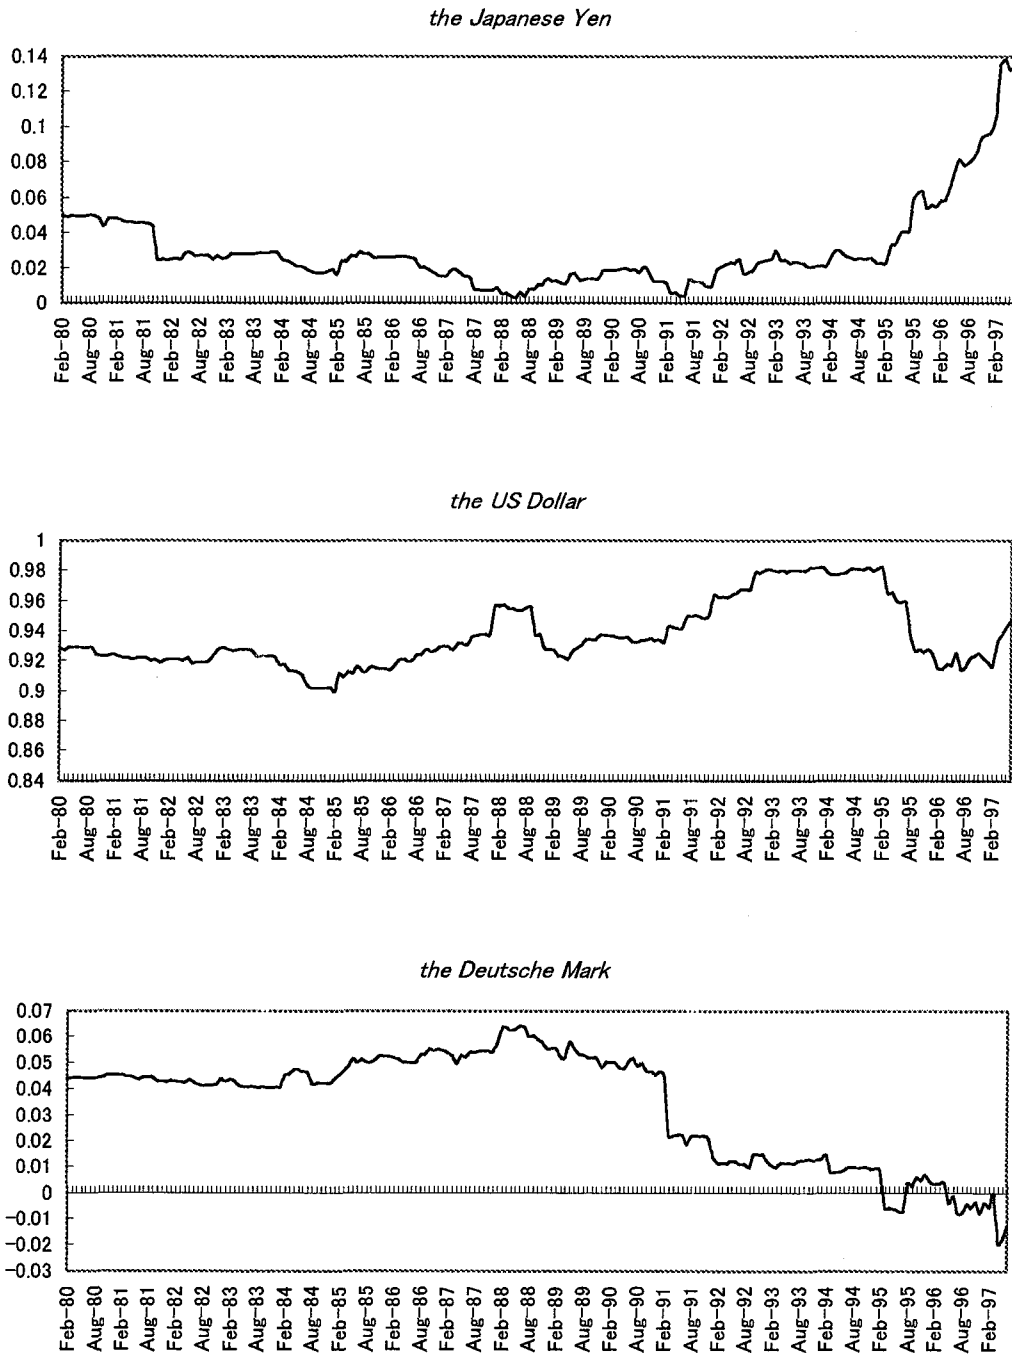 the Japanese Yen
0.14
0.12
0.1
0.08
0.06
0.04
0.02
0
Feb-80
Aug-80
Feb-81
Aug-81
Feb-82
Aug-82
Feb-83
Aug-83
Feb-84
Aug-84
Feb-85
Aug-85
Feb-86
Aug-86
Feb-87
Aug-87
Feb-88
Aug-88
Feb-89
Aug-89
Feb-90
Aug-90
Feb-91
Aug-91
Feb-92
Aug-92
Feb-93
Aug-93
Feb-94
Aug-94
Feb-95
Aug-95
Feb-96
Aug-96
Feb-97
the US Dollar
1
0.98
0.96
0.94
0.92
0.9
0.88
0.86
0.84
Feb-80
Aug-80
Feb-81
Aug-81
Feb-82
Aug-82
Feb-83
Aug-83
Feb-84
Aug-84
Feb-85
Aug-85
Feb-86
Aug-86
Feb-87
Aug-87
Feb-88
Aug-88
Feb-89
Aug-89
Feb-90
Aug-90
Feb-91
Aug-91
Feb-92
Aug-92
Feb-93
Aug-93
Feb-94
Aug-94
Feb-95
Aug-95
Feb-96
Aug-96
Feb-97
the Deutsche Mark
0.07
0.06
0.05
0.04
0.03
0.02
0.01
0
-0.01
-0.02
-0.03
Feb-80
Aug-80
Feb-81
Aug-81
Feb-82
Aug-82
Feb-83
Aug-83
Feb-84
Aug-84
Feb-85
Aug-85
Feb-86
Aug-86
Feb-87
Aug-87
Feb-88
Aug-88
Feb-89
Aug-89
Feb-90
Aug-90
Feb-91
Aug-91
Feb-92
Aug-92
Feb-93
Aug-93
Feb-94
Aug-94
Feb-95
Aug-95
Feb-96
Aug-96
Feb-97